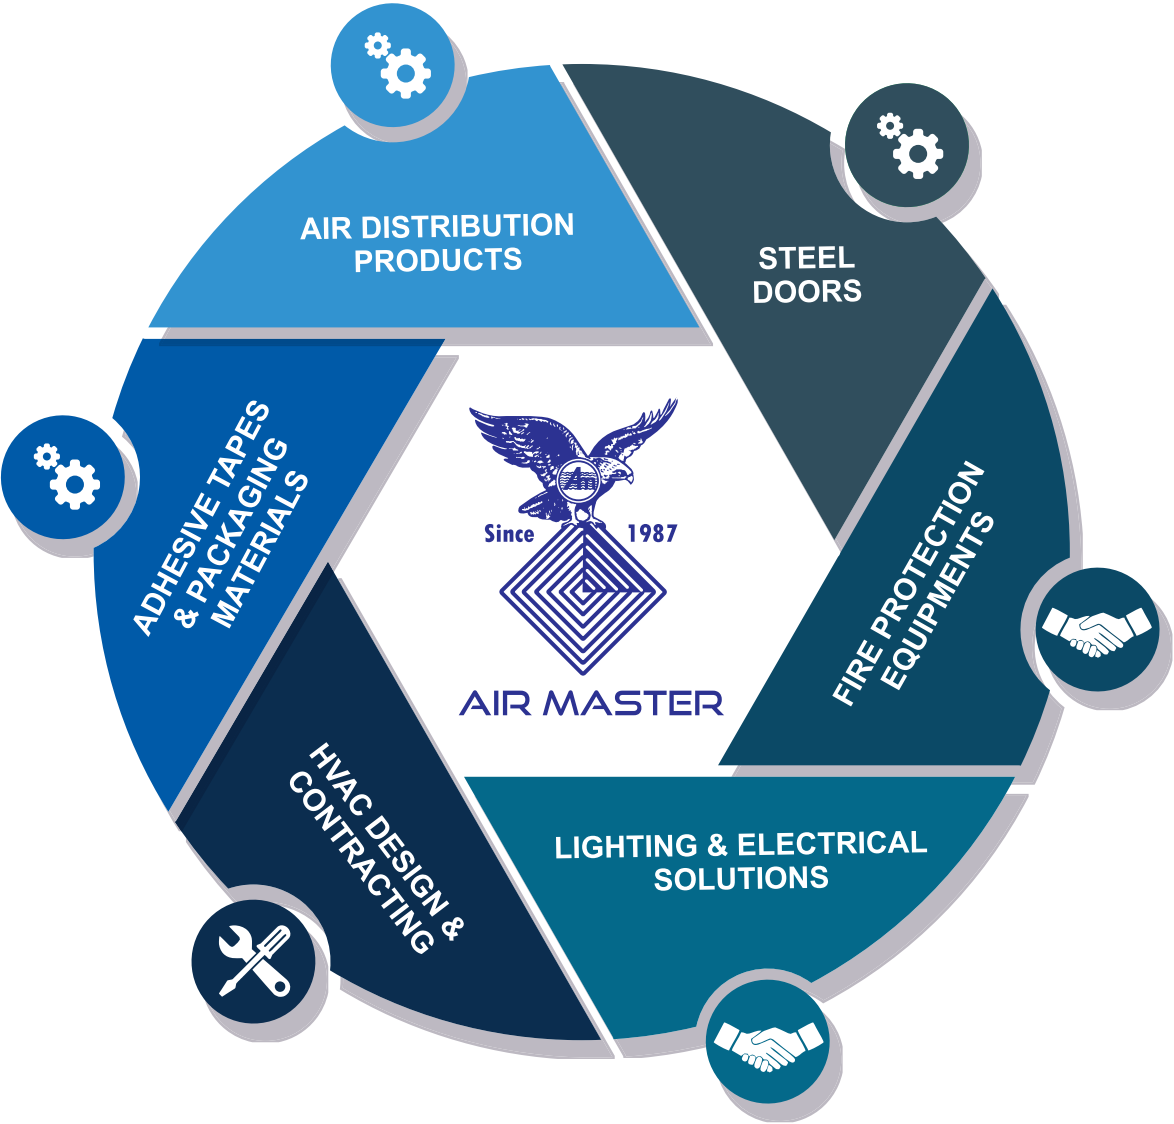 AIR DISTRIBUTION
PRODUCTS
STEEL
DOORS
FIRE PROTECTION
EQUIPMENTS
LIGHTING & ELECTRICAL
SOLUTIONS
HVAC DESIGN &
CONTRACTING
ADHESIVE TAPES
& PACKAGING
MATERIALS
Since 1987
AIR MASTER